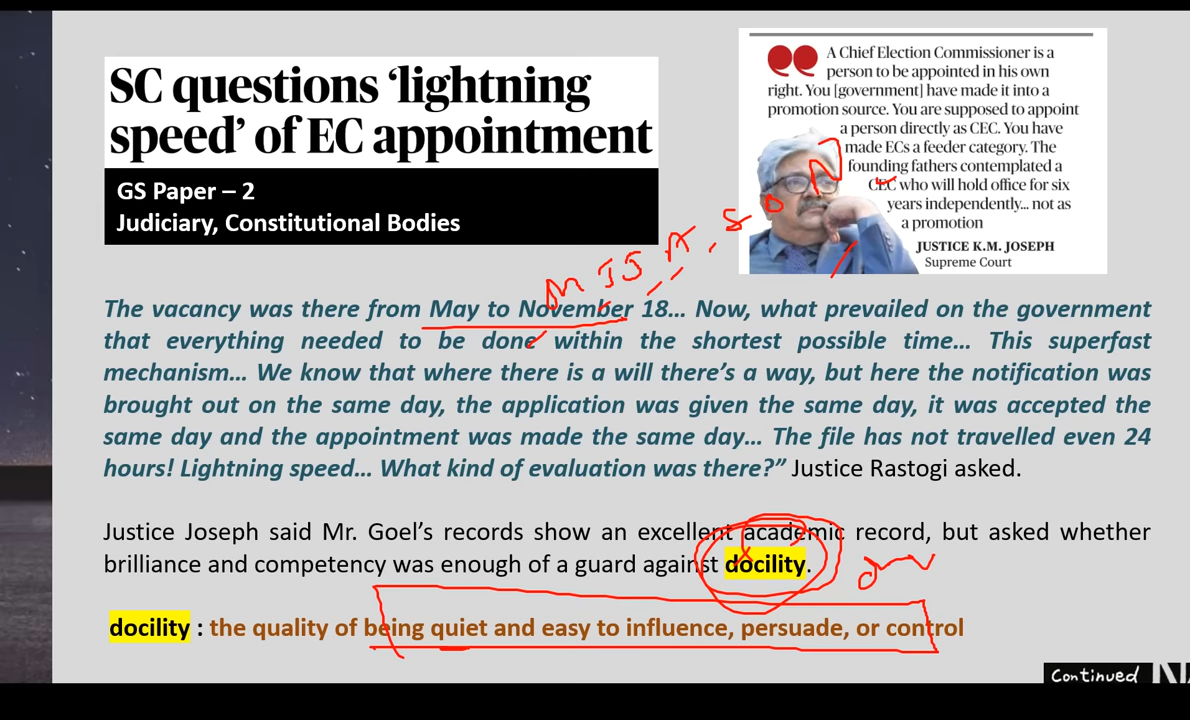 SC questions ‘lightning
speed’ of EC appointment
GS Paper – 2
Judiciary, Constitutional Bodies
A Chief Election Commissioner is a
person to be appointed in his own
right. You [government] have made it into a
promotion source. You are supposed to appoint
a person directly as CEC. You have
made ECs a feeder category. The
founding fathers contemplated a
CEC who will hold office for six
years independently... not as
a promotion
JUSTICE K.M. JOSEPH
Supreme Court
M J J A S O N
The vacancy was there from May to November 18... Now, what prevailed on the government
that everything needed to be done within the shortest possible time... This superfast
mechanism... We know that where there is a will there’s a way, but here the notification was
brought out on the same day, the application was given the same day, it was accepted the
same day and the appointment was made the same day... The file has not travelled even 24
hours! Lightning speed... What kind of evaluation was there?” Justice Rastogi asked.
Justice Joseph said Mr. Goel’s records show an excellent academic record, but asked whether
brilliance and competency was enough of a guard against docility.
docility : the quality of being quiet and easy to influence, persuade, or control
Continued